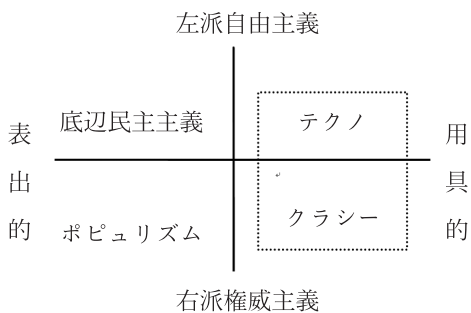 左派自由主義
表出的
底辺民主主義
テクノ
用具的
ポピュリズム
クラシー
右派権威主義